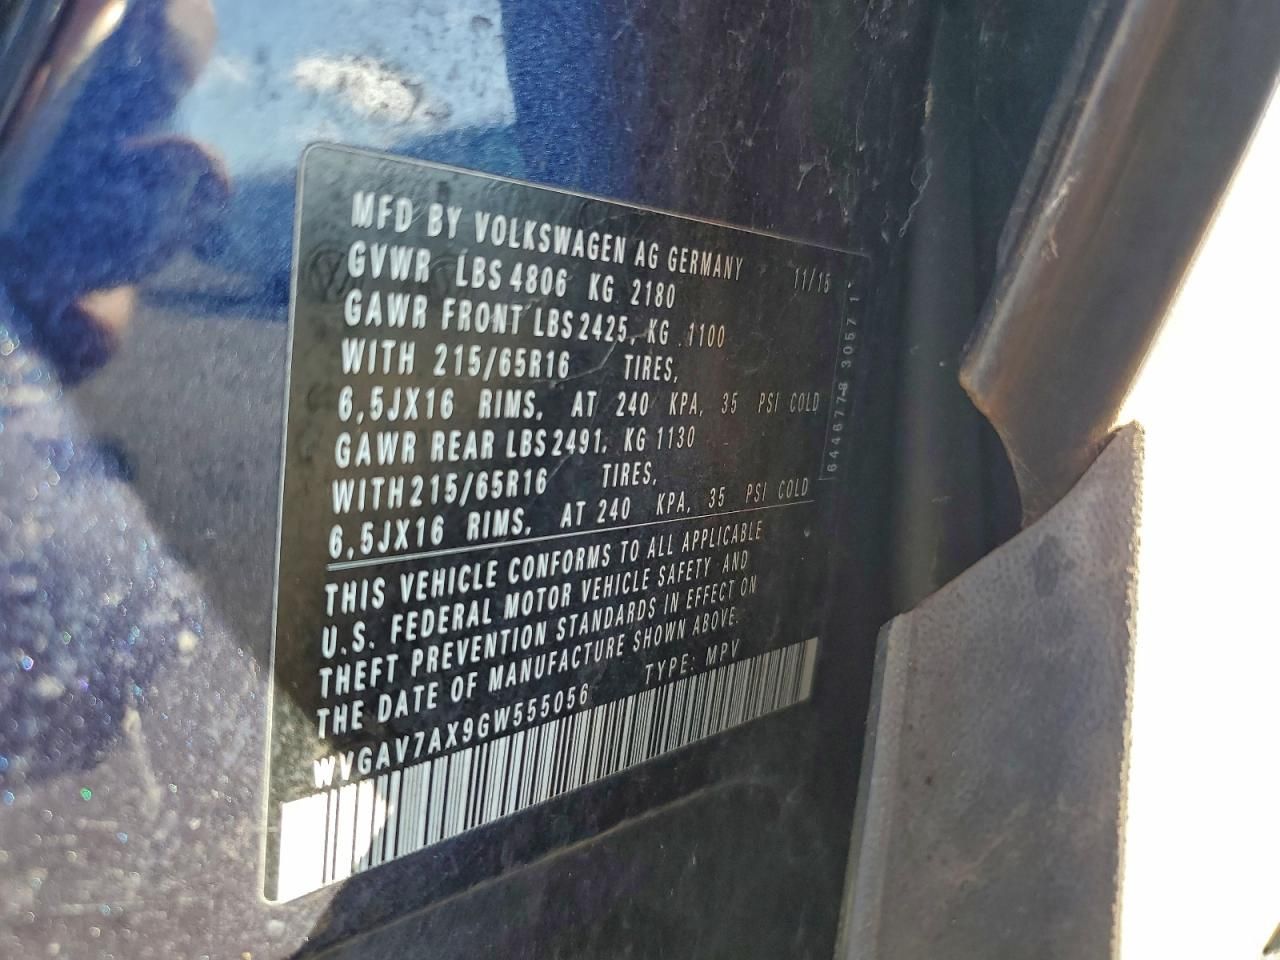 MFD BY VOLKSWAGEN AG GERMANY 11/15
GVWR LBS 4806 KG 2180
GAWR FRONT LBS 2425, KG 1100
WITH 215/65R16 TIRES,
6,5JX16 RIMS, AT 240 KPA, 35 PSI COLD
GAWR REAR LBS 2491, KG 1130
WITH 215/65R16 TIRES,
6,5JX16 RIMS, AT 240 KPA, 35 PSI COLD
THIS VEHICLE CONFORMS TO ALL APPLICABLE
U.S. FEDERAL MOTOR VEHICLE SAFETY AND
THEFT PREVENTION STANDARDS IN EFFECT ON
THE DATE OF MANUFACTURE SHOWN ABOVE.
WVGAV7AX9GW555056 TYPE: MPV